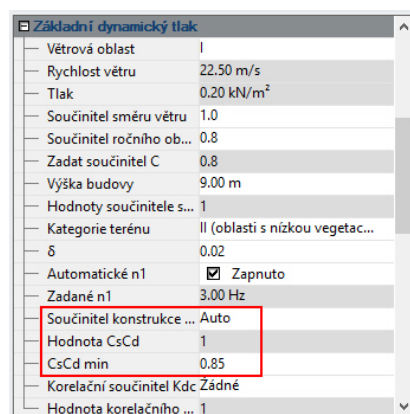 Základní dynamický tlak
Větrová oblast I
Rychlost větru 22.50 m/s
Tlak 0.20 kN/m²
Součinitel směru větru 1.0
Součinitel ročního ob... 0.8
Zadat součinitel C 0.8
Výška budovy 9.00 m
Hodnoty součinitele s... 1
Kategorie terénu II (oblasti s nízkou vegetac...
δ 0.02
Automatické n1 Zapnuto
Zadané n1 3.00 Hz
Součinitel konstrukce ... Auto
Hodnota CsCd 1
CsCd min 0.85
Korelační součinitel Kdc Žádné
Hodnota korelačního ... 1